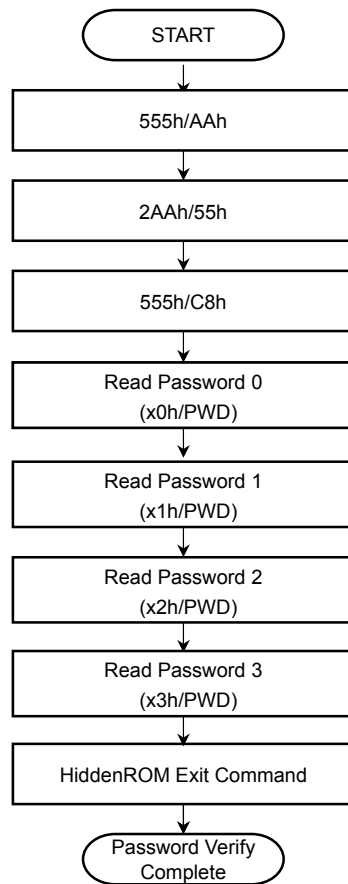 START
555h/AAh
2AAh/55h
555h/C8h
Read Password 0
(x0h/PWD)
Read Password 1
(x1h/PWD)
Read Password 2
(x2h/PWD)
Read Password 3
(x3h/PWD)
HiddenROM Exit Command
Password Verify
Complete